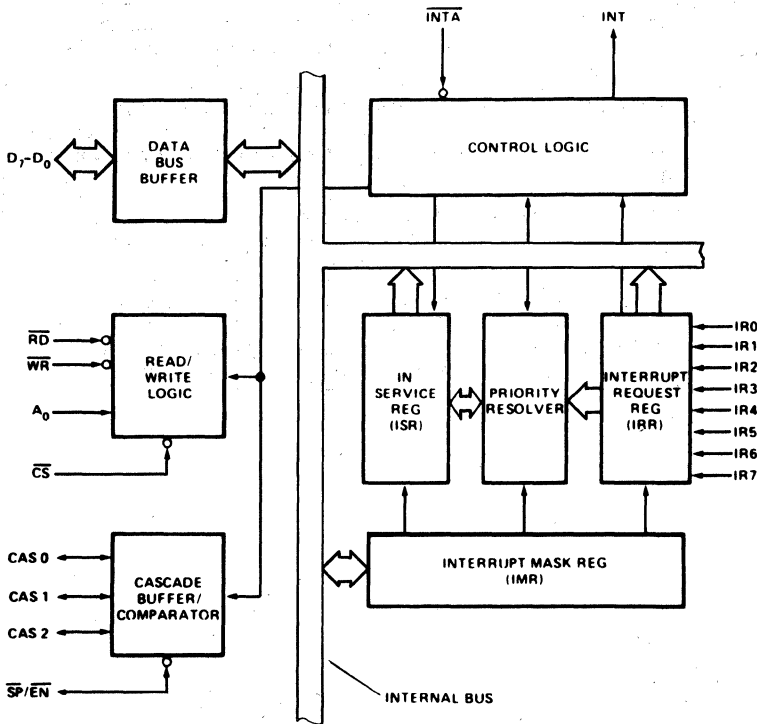 INTA INT
CONTROL LOGIC
DATA
BUS
BUFFER
D7-D0
RD
WR
A0
CS
READ/
WRITE
LOGIC
IN
SERVICE
REG
(ISR)
PRIORITY
RESOLVER
INTERRUPT
REQUEST
REG
(IRR)
IR0
IR1
IR2
IR3
IR4
IR5
IR6
IR7
CAS 0
CAS 1
CAS 2
SP/EN
CASCADE
BUFFER/
COMPARATOR
INTERRUPT MASK REG
(IMR)
INTERNAL BUS